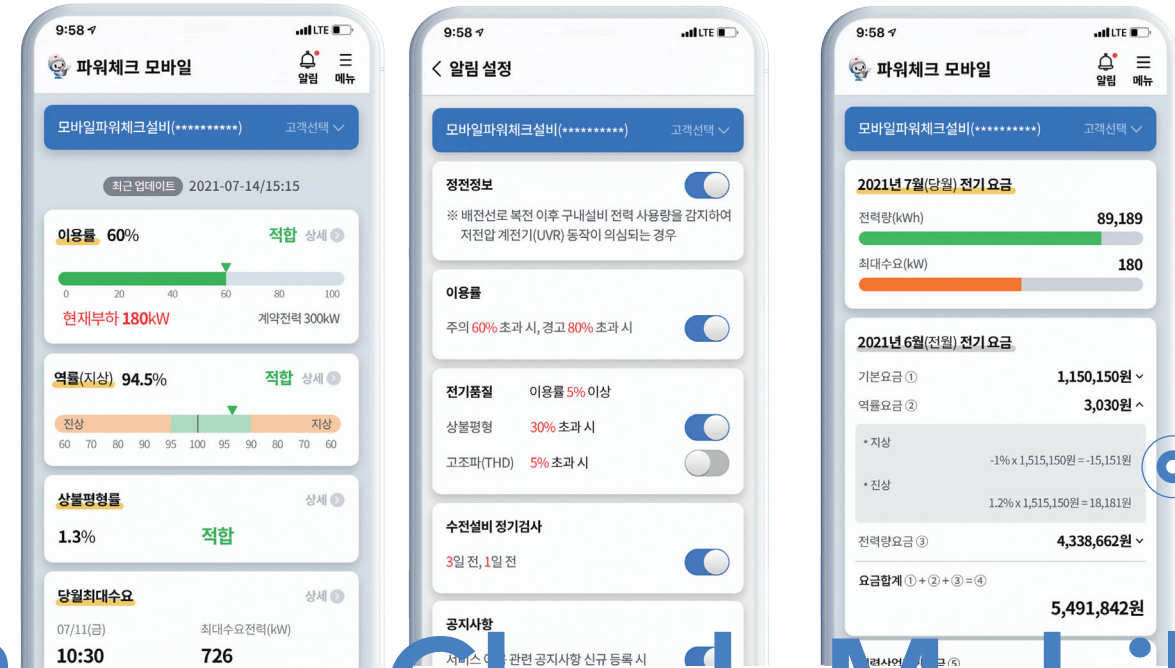 9:58
LTE
파워체크 모바일
알림
메뉴
모바일파워체크설비(**********)
고객선택
최근 업데이트 2021-07-14/15:15
이용률 60%
적합 상세
0 20 40 60 80 100
현재부하 180kW
계약전력 300kW
역률(지상) 94.5%
적합 상세
진상
지상
60 70 80 90 95 100 95 90 80 70 60
상불평형률
상세
1.3%
적합
당월최대수요
상세
07/11(금)
최대수요전력(kW)
10:30
726
9:58
LTE
알림 설정
모바일파워체크설비(**********)
고객선택
정전정보
※ 배전선로 복전 이후 구내설비 전력 사용량을 감지하여
저전압 계전기(UVR) 동작이 의심되는 경우
이용률
주의 60% 초과 시, 경고 80% 초과 시
전기품질 이용률 5% 이상
상불평형 30% 초과 시
고조파(THD) 5% 초과 시
수전설비 정기검사
3일 전, 1일 전
공지사항
관련 공지사항 신규 등록 시
9:58
LTE
파워체크 모바일
알림
메뉴
모바일파워체크설비(**********)
고객선택
2021년 7월(당월) 전기 요금
전력량(kWh)
89,189
최대수요(kW)
180
2021년 6월(전월) 전기 요금
기본요금 ①
1,150,150원
역률요금 ②
3,030원
* 지상
-1% x 1,515,150원 = -15,151원
* 진상
1.2% x 1,515,150원 = 18,181원
전력량요금 ③
4,338,662원
요금합계 ① + ② + ③ = ④
5,491,842원